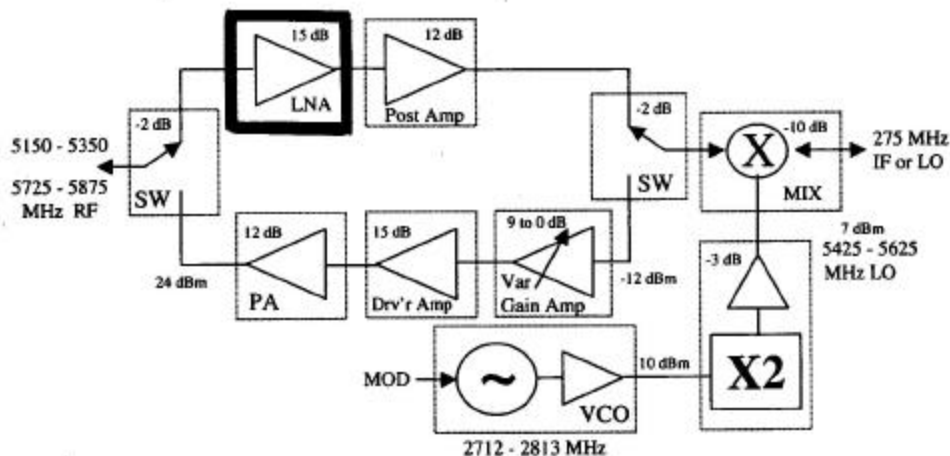 15 dB
LNA
12 dB
Post Amp
-2 dB
SW
5150 - 5350
5725 - 5875
MHz RF
-2 dB
SW
-10 dB
X
MIX
275 MHz
IF or LO
12 dB
PA
24 dBm
15 dB
Drv'r Amp
9 to 0 dB
Var
Gain Amp
-12 dBm
7 dBm
5425 - 5625
MHz LO
-3 dB
X2
MOD
~
VCO
10 dBm
2712 - 2813 MHz